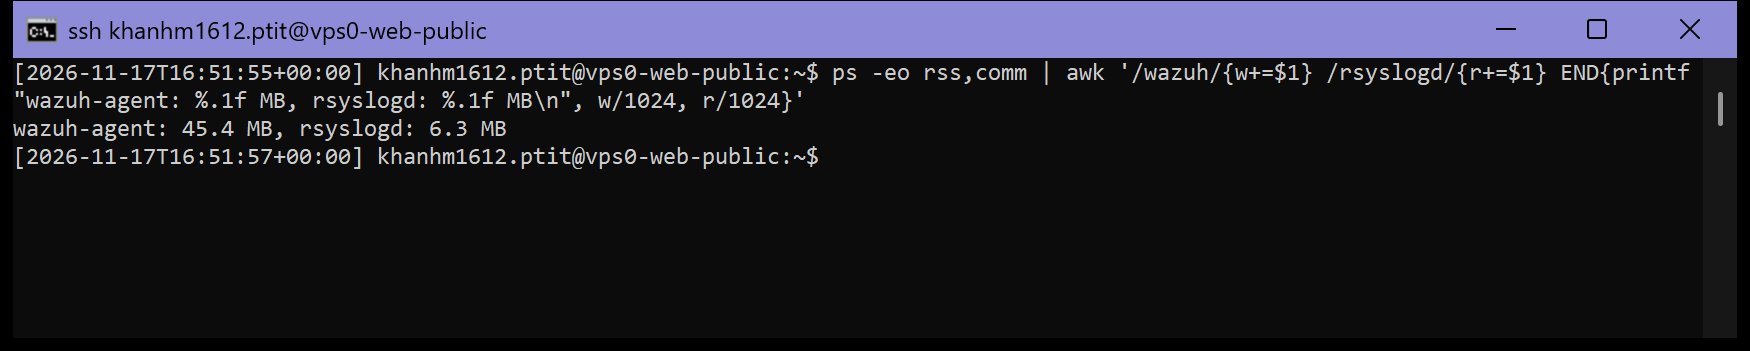 ssh khanhm1612.ptit@vps0-web-public
[2026-11-17T16:51:55+00:00] khanhm1612.ptit@vps0-web-public:~$ ps -eo rss,comm | awk '/wazuh/{w+=$1} /rsyslogd/{r+=$1} END{printf
"wazuh-agent: %.1f MB, rsyslogd: %.1f MB\n", w/1024, r/1024}'
wazuh-agent: 45.4 MB, rsyslogd: 6.3 MB
[2026-11-17T16:51:57+00:00] khanhm1612.ptit@vps0-web-public:~$